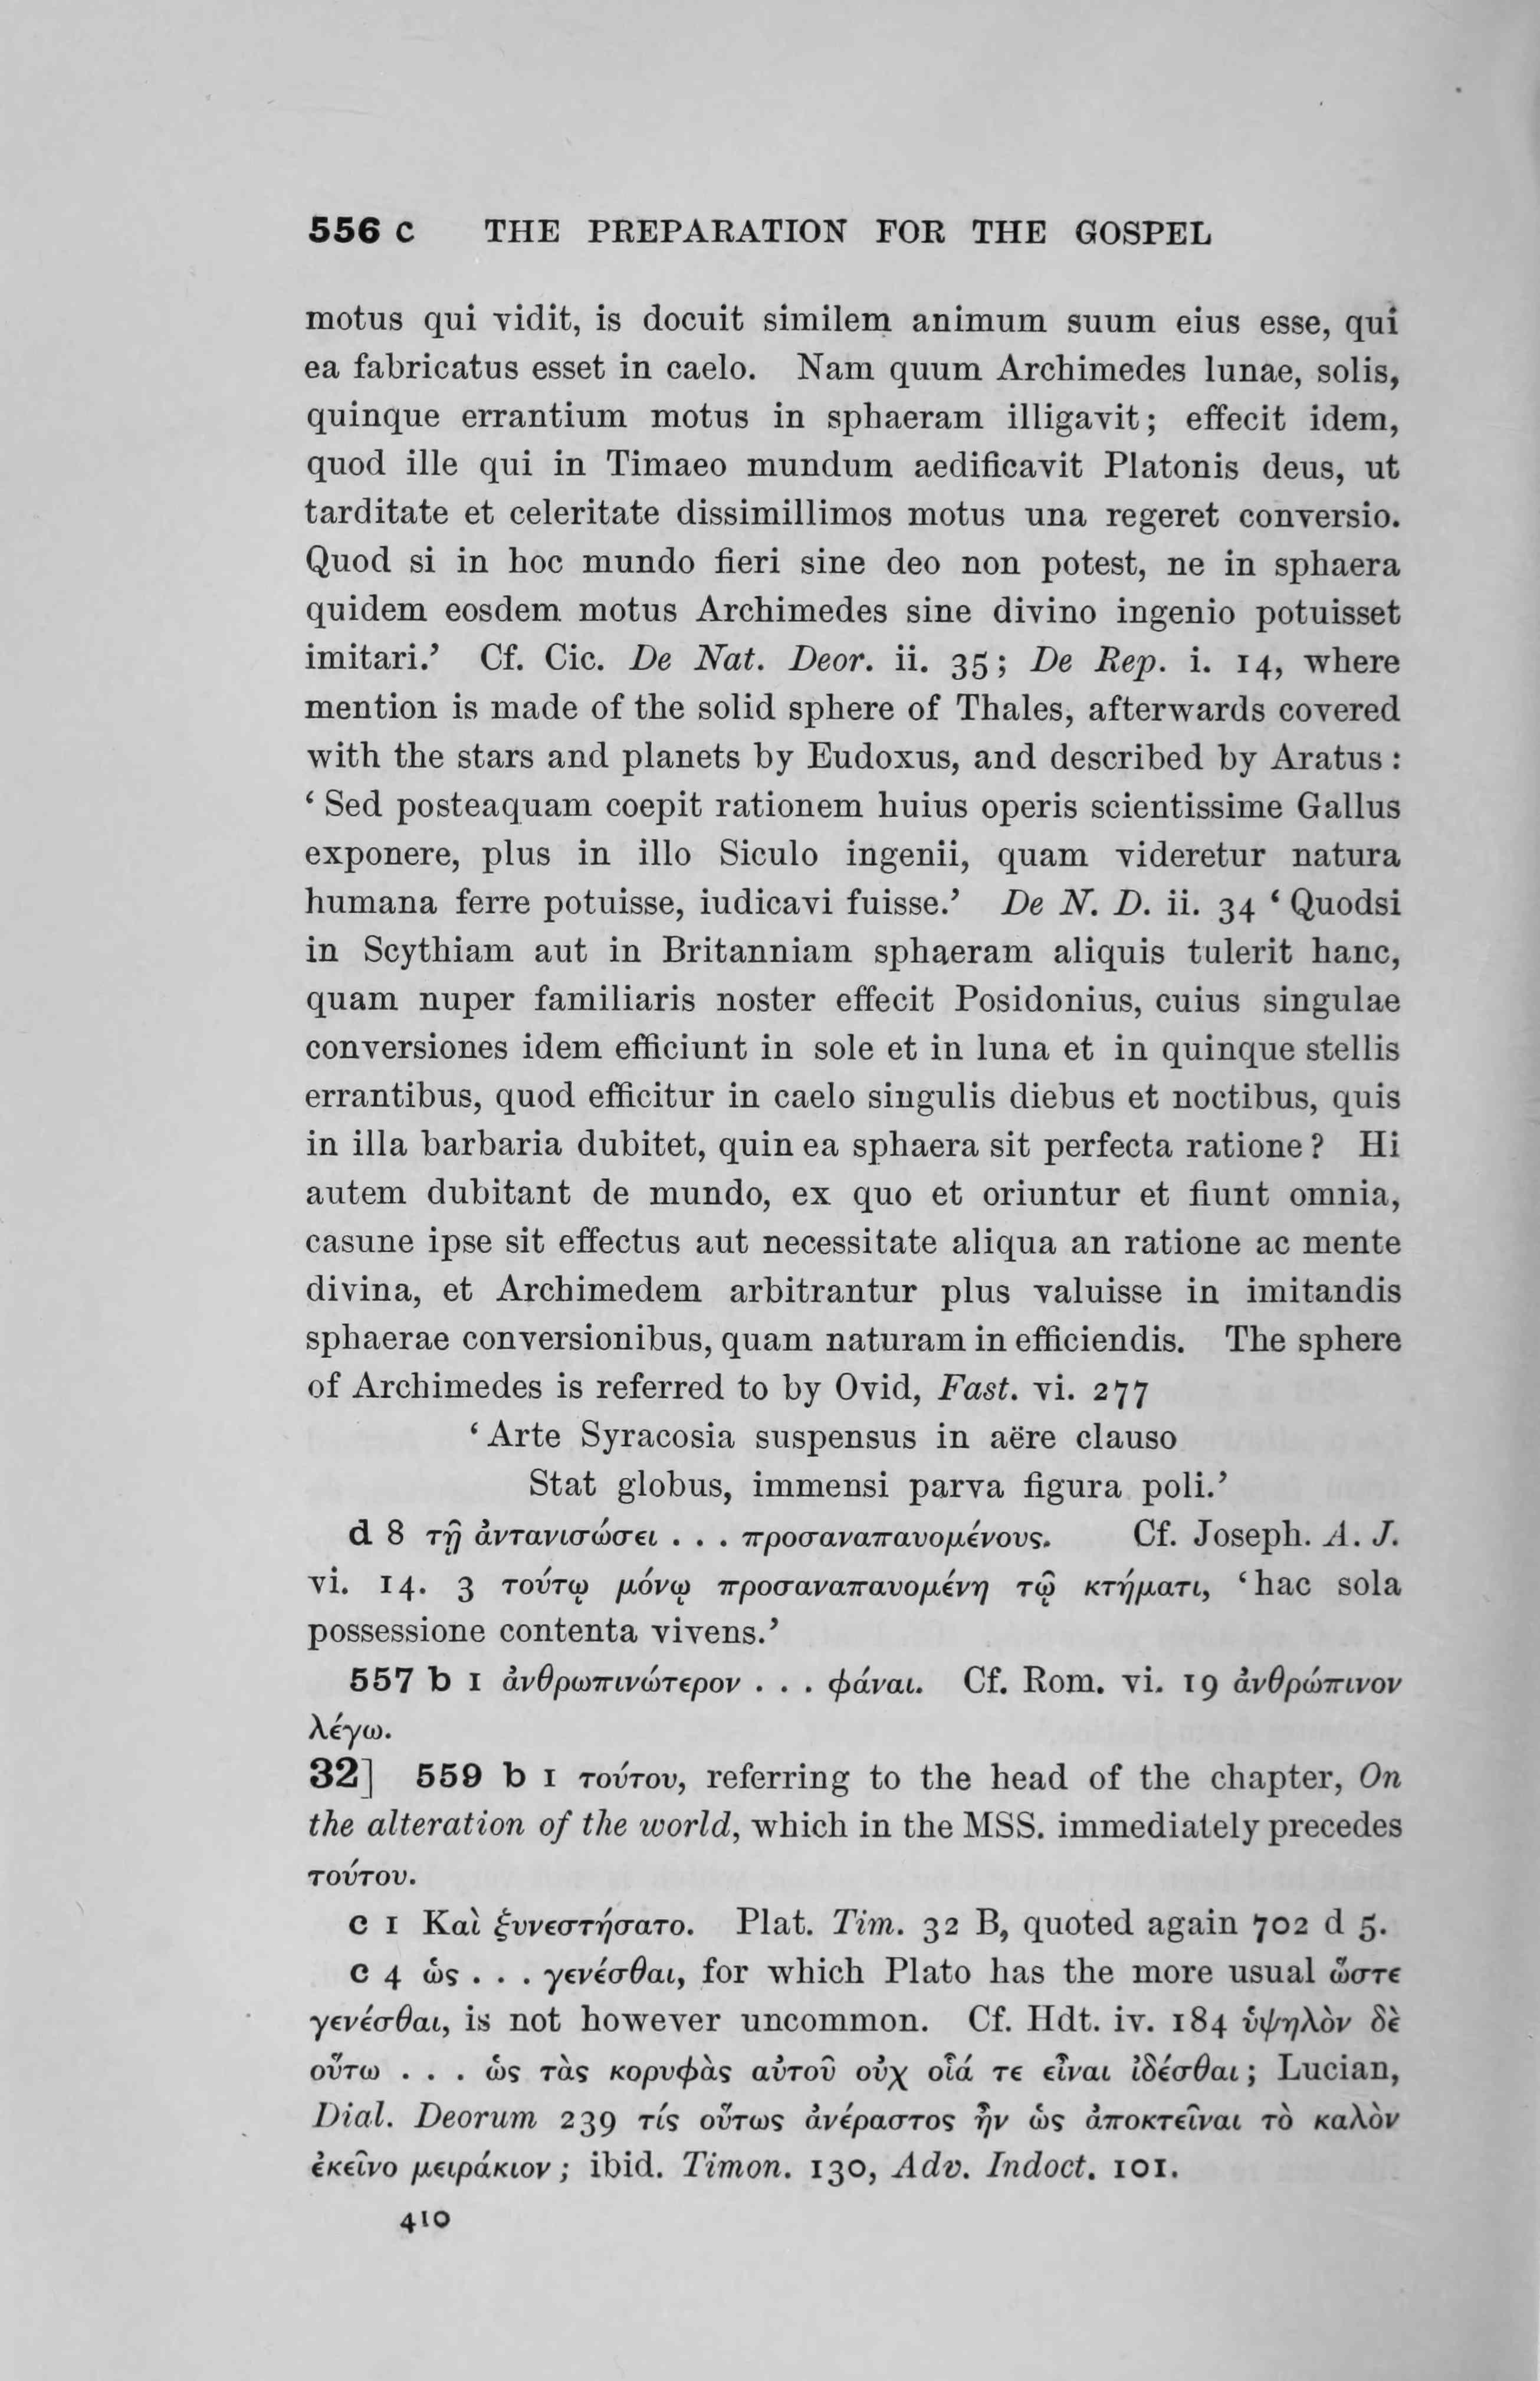 556 c THE PREPARATION FOR THE GOSPEL
motus qui vidit, is docuit similem animum suum eius esse, qui
ea fabricatus esset in caelo. Nam quum Archimedes lunae, solis,
quinque errantium motus in sphaeram illigavit; effecit idem,
quod ille qui in Timaeo mundum aedificavit Platonis deus, ut
tarditate et celeritate dissimillimos motus una regeret conversio.
Quod si in hoc mundo fieri sine deo non potest, ne in sphaera
quidem eosdem motus Archimedes sine divino ingenio potuisset
imitari.’ Cf. Cic. De Nat. Deor. ii. 35; De Rep. i. 14, where
mention is made of the solid sphere of Thales, afterwards covered
with the stars and planets by Eudoxus, and described by Aratus :
‘ Sed posteaquam coepit rationem huius operis scientissime Gallus
exponere, plus in illo Siculo ingenii, quam videretur natura
humana ferre potuisse, iudicavi fuisse.’ De N. D. ii. 34 ‘ Quodsi
in Scythiam aut in Britanniam sphaeram aliquis tulerit hanc,
quam nuper familiaris noster effecit Posidonius, cuius singulae
conversiones idem efficiunt in sole et in luna et in quinque stellis
errantibus, quod efficitur in caelo singulis diebus et noctibus, quis
in illa barbaria dubitet, quin ea sphaera sit perfecta ratione ? Hi
autem dubitant de mundo, ex quo et oriuntur et fiunt omnia,
casune ipse sit effectus aut necessitate aliqua an ratione ac mente
divina, et Archimedem arbitrantur plus valuisse in imitandis
sphaerae conversionibus, quam naturam in efficiendis. The sphere
of Archimedes is referred to by Ovid, Fast. vi. 277
‘ Arte Syracosia suspensus in aëre clauso
Stat globus, immensi parva figura poli.’
d 8 τῇ ἀντανισώσει . . . προσαναπαυομένους. Cf. Joseph. A. J.
vi. 14. 3 τούτῳ μόνῳ προσαναπαυομένη τῷ κτήματι, ‘hac sola
possessione contenta vivens.’
557 b 1 ἀνθρωπινώτερον . . . φάναι. Cf. Rom. vi. 19 ἀνθρώπινον
λέγω.
32] 559 b 1 τούτου, referring to the head of the chapter, On
the alteration of the world, which in the MSS. immediately precedes
τούτου.
c 1 Καὶ ξυνεστήσατο. Plat. Tim. 32 B, quoted again 702 d 5.
c 4 ὡς . . . γενέσθαι, for which Plato has the more usual ὥστε
γενέσθαι, is not however uncommon. Cf. Hdt. iv. 184 ὑψηλὸν δὲ
οὕτω . . . ὡς τὰς κορυφὰς αὐτοῦ οὐχ οἷά τε εἶναι ἰδέσθαι; Lucian,
Dial. Deorum 239 τίς οὕτως ἀνέραστος ἦν ὡς ἀποκτεῖναι τὸ καλὸν
ἐκεῖνο μειράκιον; ibid. Timon. 130, Adv. Indoct. 101.
410